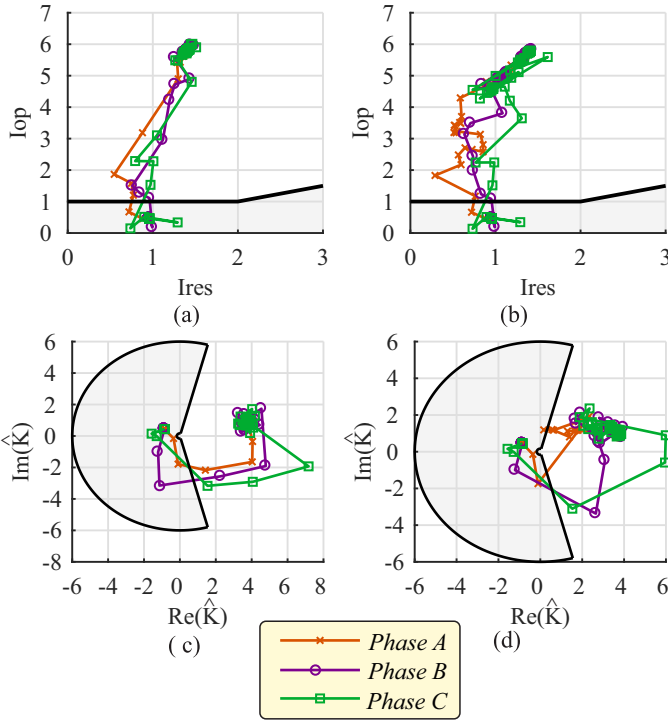 7
6
5
4
3
2
1
0
0 1 2 3
Iop
Ires
(a)
7
6
5
4
3
2
1
0
0 1 2 3
Iop
Ires
(b)
6
4
2
0
-2
-4
-6
-8
-6 -4 -2 0 2 4 6 8
Im(K̂)
Re(K̂)
( c)
6
4
2
0
-2
-4
-6
-6 -4 -2 0 2 4 6
Im(K̂)
Re(K̂)
(d)
Phase A
Phase B
Phase C